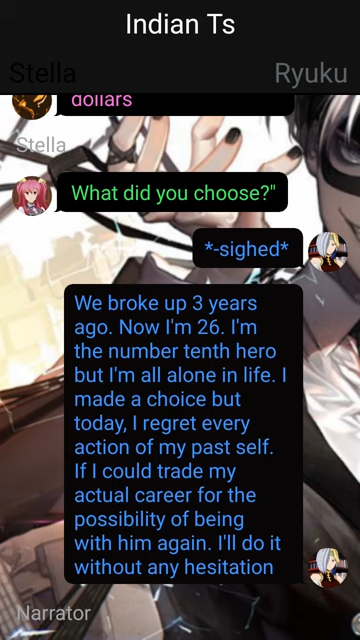 Indian Ts
Stella
Ryuku
dollars
Stella
What did you choose?"
*-sighed*
We broke up 3 years
ago. Now I'm 26. I'm
the number tenth hero
but I'm all alone in life. I
made a choice but
today, I regret every
action of my past self.
If I could trade my
actual career for the
possibility of being
with him again. I'll do it
without any hesitation
Narrator